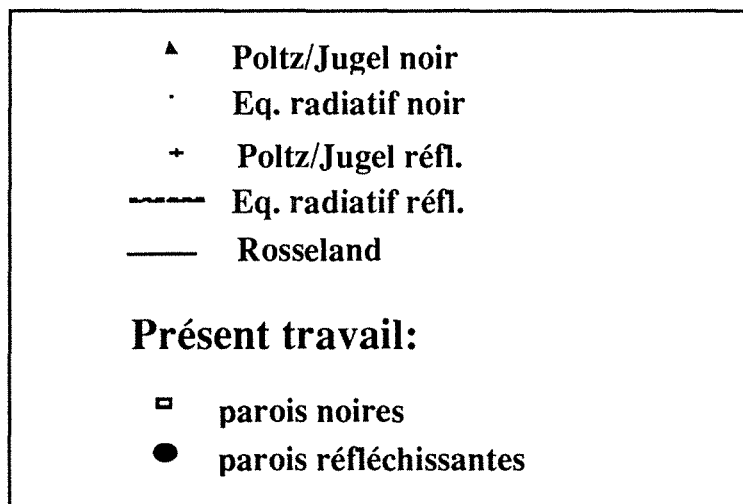 Poltz/Jugel noir
Eq. radiatif noir
Poltz/Jugel réfl.
Eq. radiatif réfl.
Rosseland
Présent travail:
parois noires
parois réfléchissantes